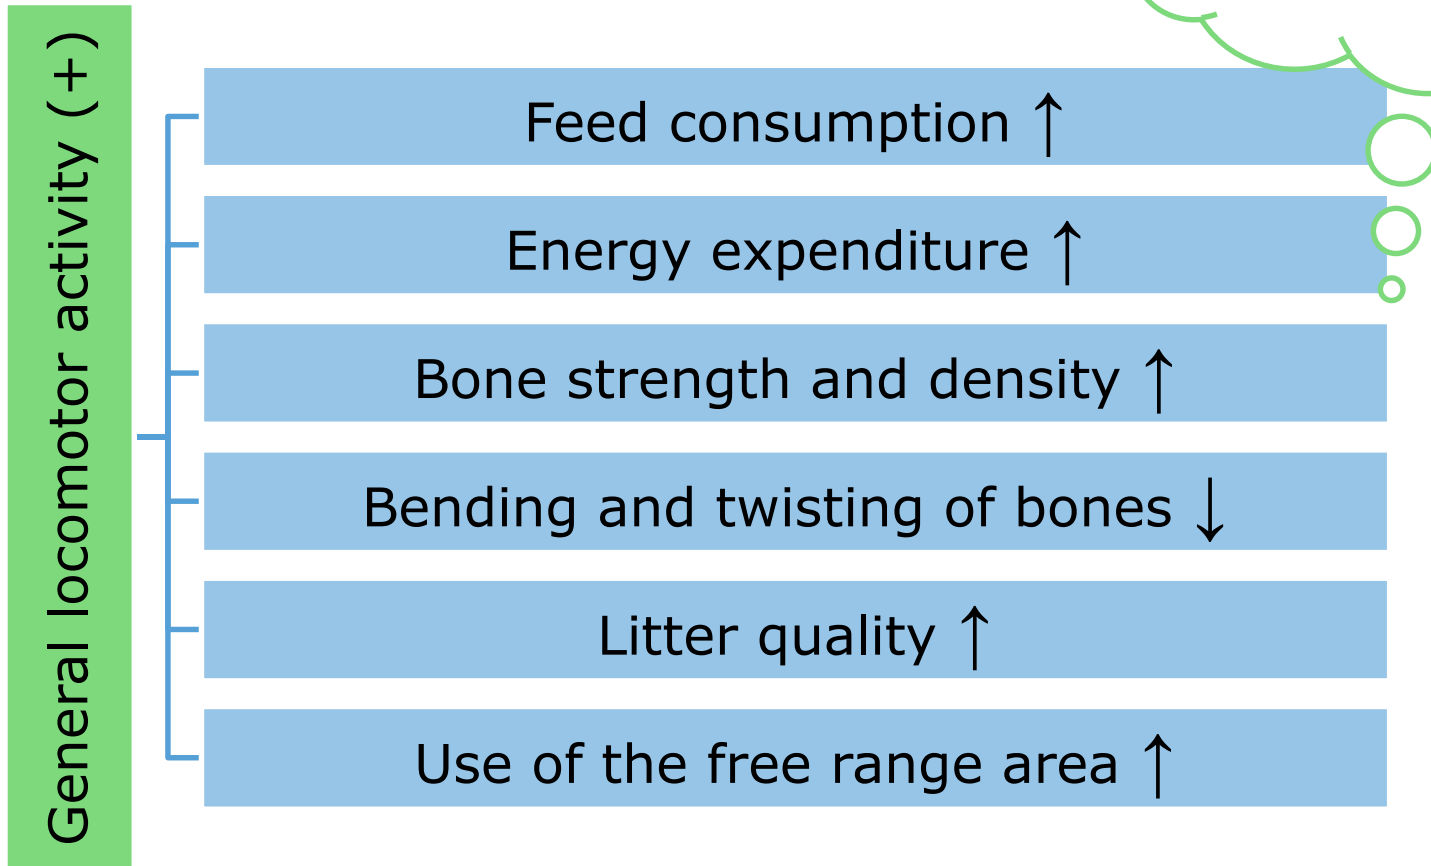 General locomotor activity (+)
Feed consumption ↑
Energy expenditure ↑
Bone strength and density ↑
Bending and twisting of bones ↓
Litter quality ↑
Use of the free range area ↑